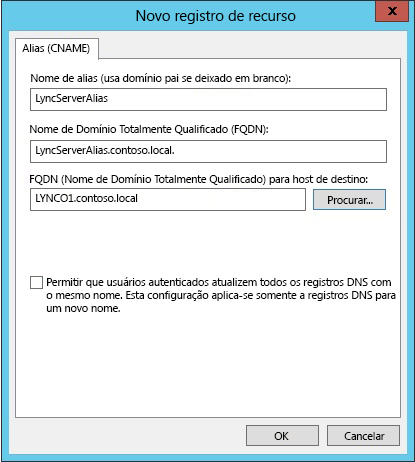 Novo registro de recurso
x
Alias (CNAME)
Nome de alias (usa domínio pai se deixado em branco):
LyncServerAlias
Nome de Domínio Totalmente Qualificado (FQDN):
LyncServerAlias.contoso.local.
FQDN (Nome de Domínio Totalmente Qualificado) para host de destino:
LYNCO1.contoso.local
Procurar...
Permitir que usuários autenticados atualizem todos os registros DNS com
o mesmo nome. Esta configuração aplica-se somente a registros DNS para
um novo nome.
OK
Cancelar